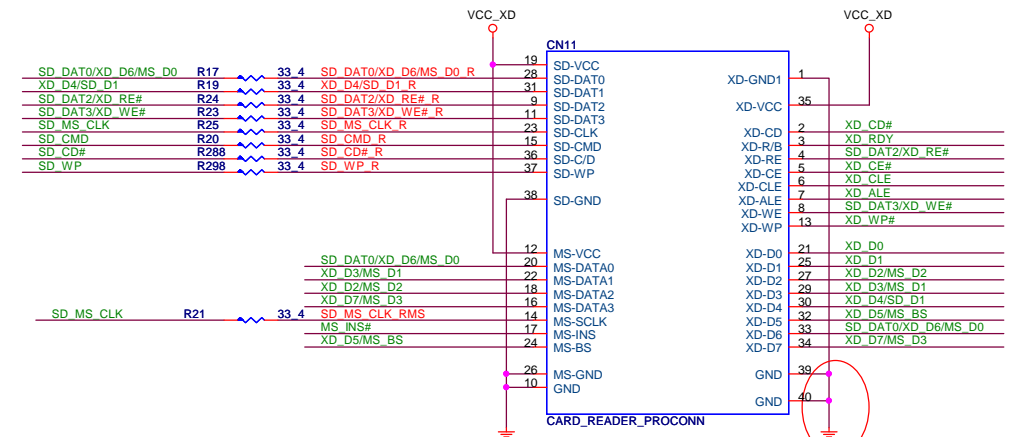 VCC_XD VCC_XD
CN11
19 SD-VCC
SD_DAT0/XD_D6/MS_D0 R17 33_4 SD_DAT0/XD_D6/MS_D0_R 28 SD-DAT0 XD-GND1 1
XD_D4/SD_D1 R19 33_4 XD_D4/SD_D1_R 31 SD-DAT1
SD_DAT2/XD_RE# R24 33_4 SD_DAT2/XD_RE#_R 9 SD-DAT2 XD-VCC 35
SD_DAT3/XD_WE# R23 33_4 SD_DAT3/XD_WE#_R 11 SD-DAT3
SD_MS_CLK R25 33_4 SD_MS_CLK_R 23 SD-CLK XD-CD 2 XD_CD#
SD_CMD R20 33_4 SD_CMD_R 15 SD-CMD XD-R/B 3 XD_RDY
SD_CD# R288 33_4 SD_CD#_R 36 SD-C/D XD-RE 4 SD_DAT2/XD_RE#
SD_WP R298 33_4 SD_WP_R 37 SD-WP XD-CE 5 XD_CE#
XD-CLE 6 XD_CLE
38 SD-GND XD-ALE 7 XD_ALE
XD-WE 8 SD_DAT3/XD_WE#
XD-WP 13 XD_WP#
12 MS-VCC XD-D0 21 XD_D0
SD_DAT0/XD_D6/MS_D0 20 MS-DATA0 XD-D1 25 XD_D1
XD_D3/MS_D1 22 MS-DATA1 XD-D2 27 XD_D2/MS_D2
XD_D2/MS_D2 18 MS-DATA2 XD-D3 29 XD_D3/MS_D1
XD_D7/MS_D3 16 MS-DATA3 XD-D4 30 XD_D4/SD_D1
SD_MS_CLK R21 33_4 SD_MS_CLK_RMS 14 MS-SCLK XD-D5 32 XD_D5/MS_BS
MS_INS# 17 MS-INS XD-D6 33 SD_DAT0/XD_D6/MS_D0
XD_D5/MS_BS 24 MS-BS XD-D7 34 XD_D7/MS_D3
26 MS-GND GND 39
10 GND GND 40
CARD_READER_PROCONN